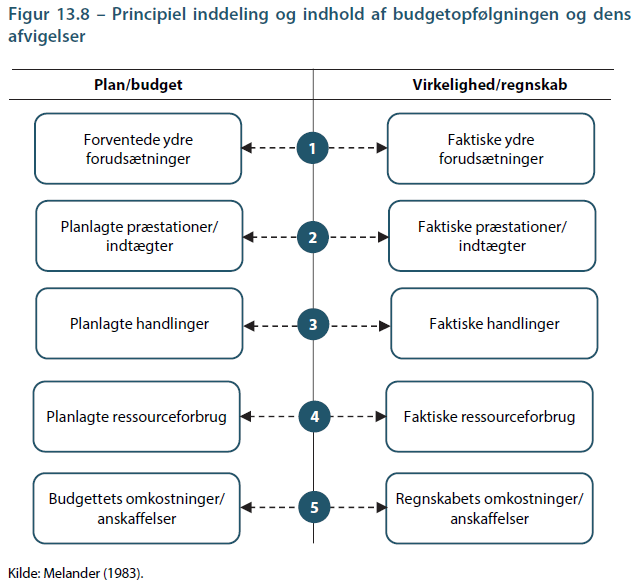 Figur 13.8 – Principiel inddeling og indhold af budgetopfølgningen og dens
afvigelser
Plan/budget
Virkelighed/regnskab
Forventede ydre
forudsætninger
1
Faktiske ydre
forudsætninger
Planlagte præstationer/
indtægter
2
Faktiske præstationer/
indtægter
Planlagte handlinger
3
Faktiske handlinger
Planlagte ressourceforbrug
4
Faktiske ressourceforbrug
Budgettets omkostninger/
anskaffelser
5
Regnskabets omkostninger/
anskaffelser
Kilde: Melander (1983).